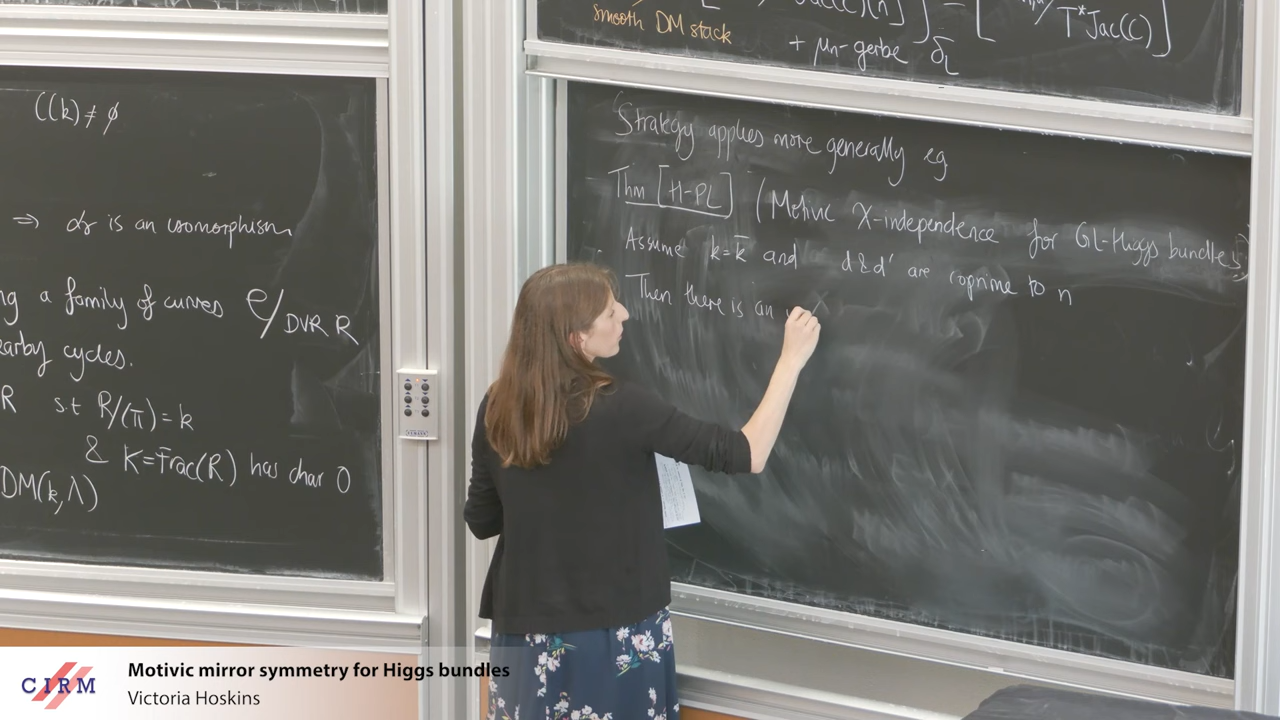 C(k) ≠ ∅
⇒ is an isomorphism
a family of curves C/DVR R
nearby cycles.
R s.t R/(π) = k
& K = Frac(R) has char 0
DM(k,Λ)
smooth DM stack
+ μn-gerbe
T*Jac(C)
Strategy applies more generally eg
Thm [H-PL] (Motivic χ-independence for GL-Higgs bundles)
Assume k=k̄ and d & d' are coprime to n
Then there is an
CIRM
Motivic mirror symmetry for Higgs bundles
Victoria Hoskins